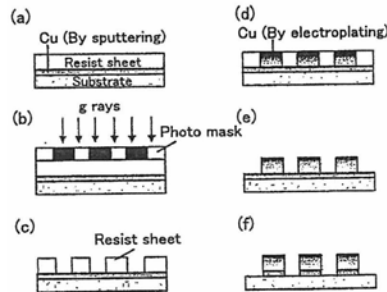 (a)
Cu (By sputtering)
Resist sheet
Substrate
(b)
g rays
Photo mask
(c)
Resist sheet
(d)
Cu (By electroplating)
(e)
(f)